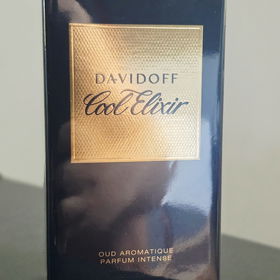 DAVIDOFF
Cool Elixir
OUD AROMATIQUE
PARFUM INTENSE